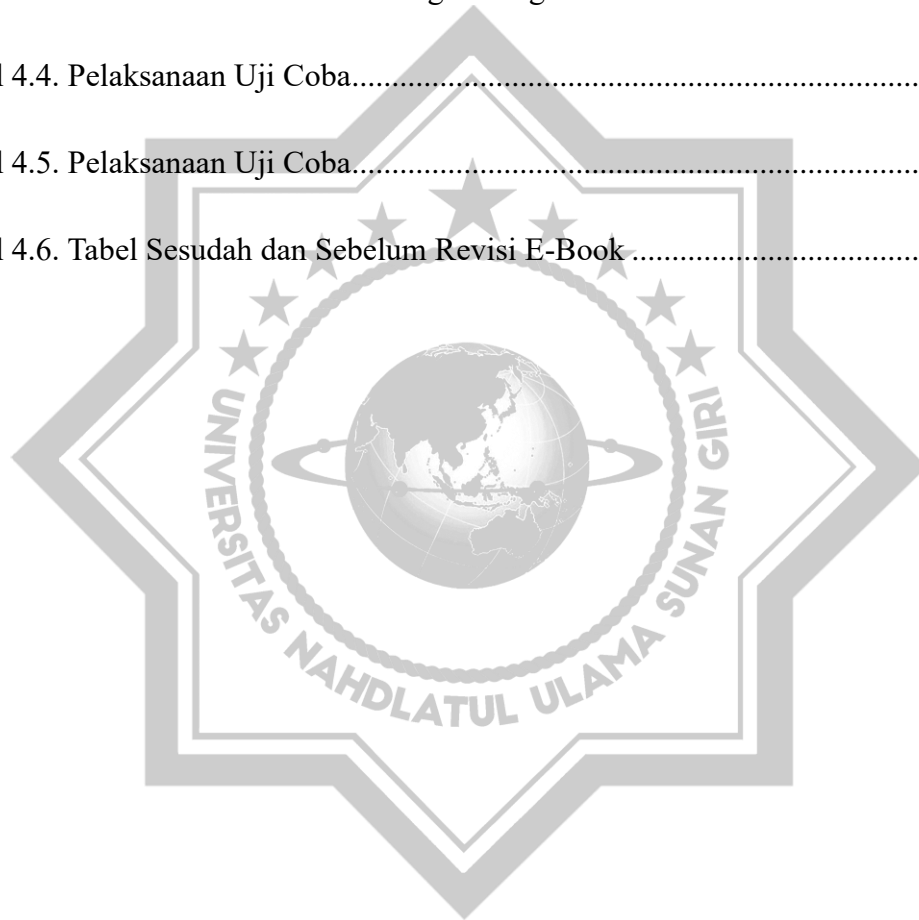 l 4.4. Pelaksanaan Uji Coba........................................................................
l 4.5. Pelaksanaan Uji Coba........................................................................
l 4.6. Tabel Sesudah dan Sebelum Revisi E-Book ....................................
UNIVERSITAS NAHDLATUL ULAMA SUNAN GIRI